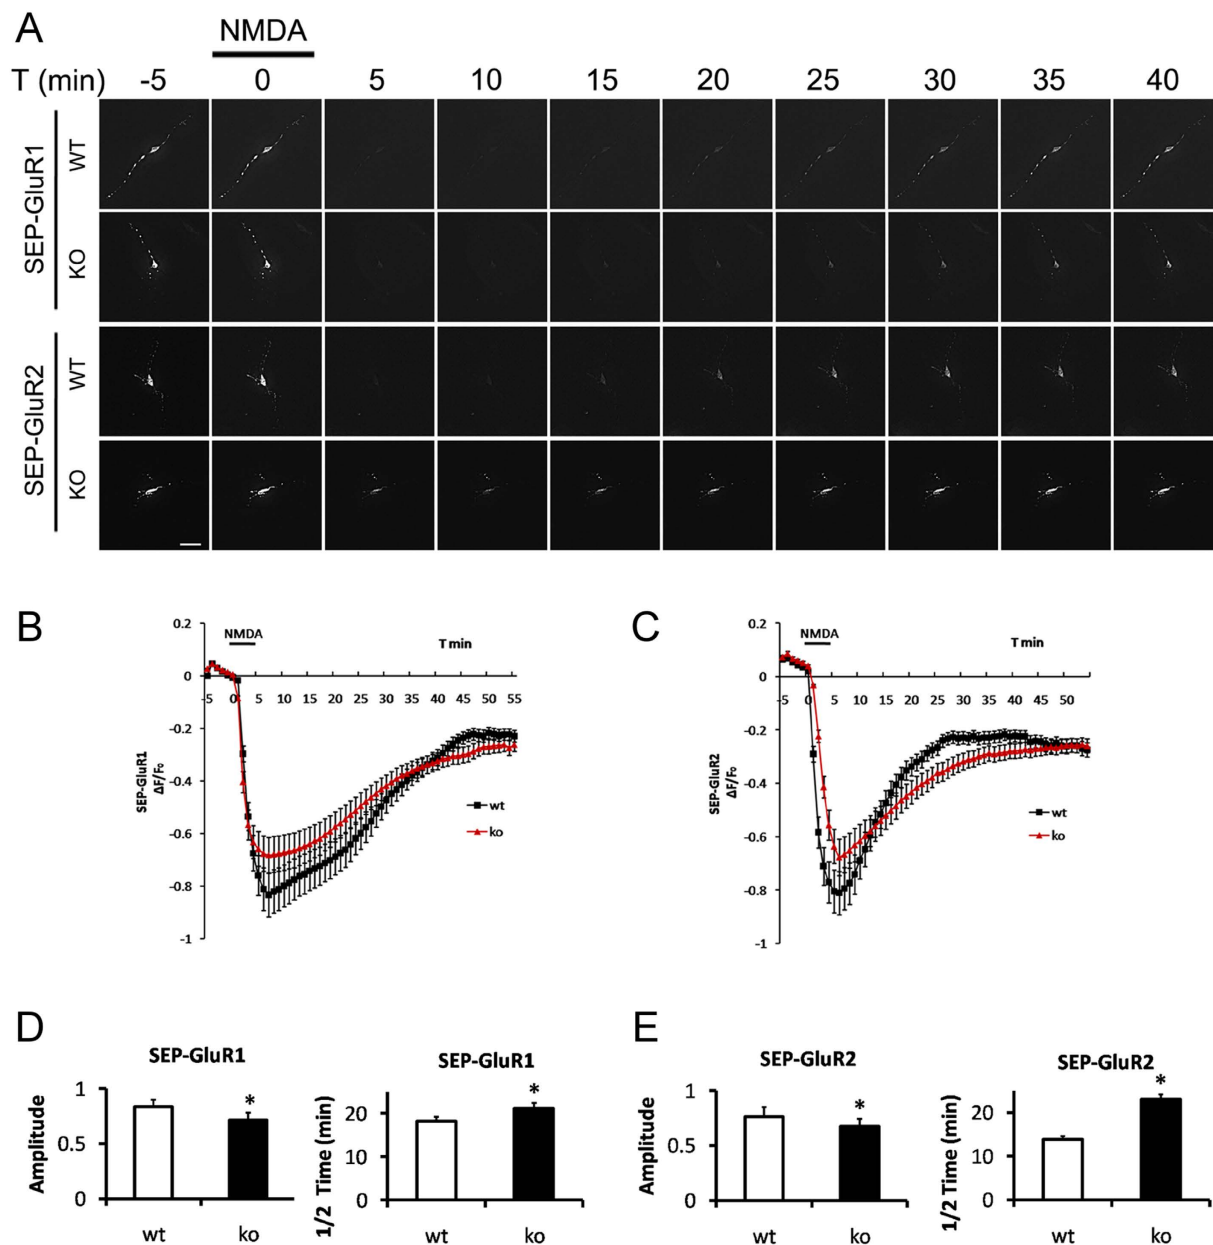 A
NMDA
T (min) -5 0 5 10 15 20 25 30 35 40
SEP-GluR1
WT
KO
SEP-GluR2
WT
KO
B
0.2
NMDA
T min
0
-5 0 5 10 15 20 25 30 35 40 45 50 55
-0.2
-0.4
-0.6
-0.8
-1
SEP-GluR1
ΔF/F₀
wt
ko
C
0.2
NMDA
T min
0
-5 0 5 10 15 20 25 30 35 40 45 50
-0.2
-0.4
-0.6
-0.8
-1
SEP-GluR2
ΔF/F₀
wt
ko
D
SEP-GluR1
Amplitude
1
0.5
0
*
wt ko
SEP-GluR1
1/2 Time (min)
20
10
0
*
wt ko
E
SEP-GluR2
Amplitude
1
0.5
0
*
wt ko
SEP-GluR2
1/2 Time (min)
20
10
0
*
wt ko